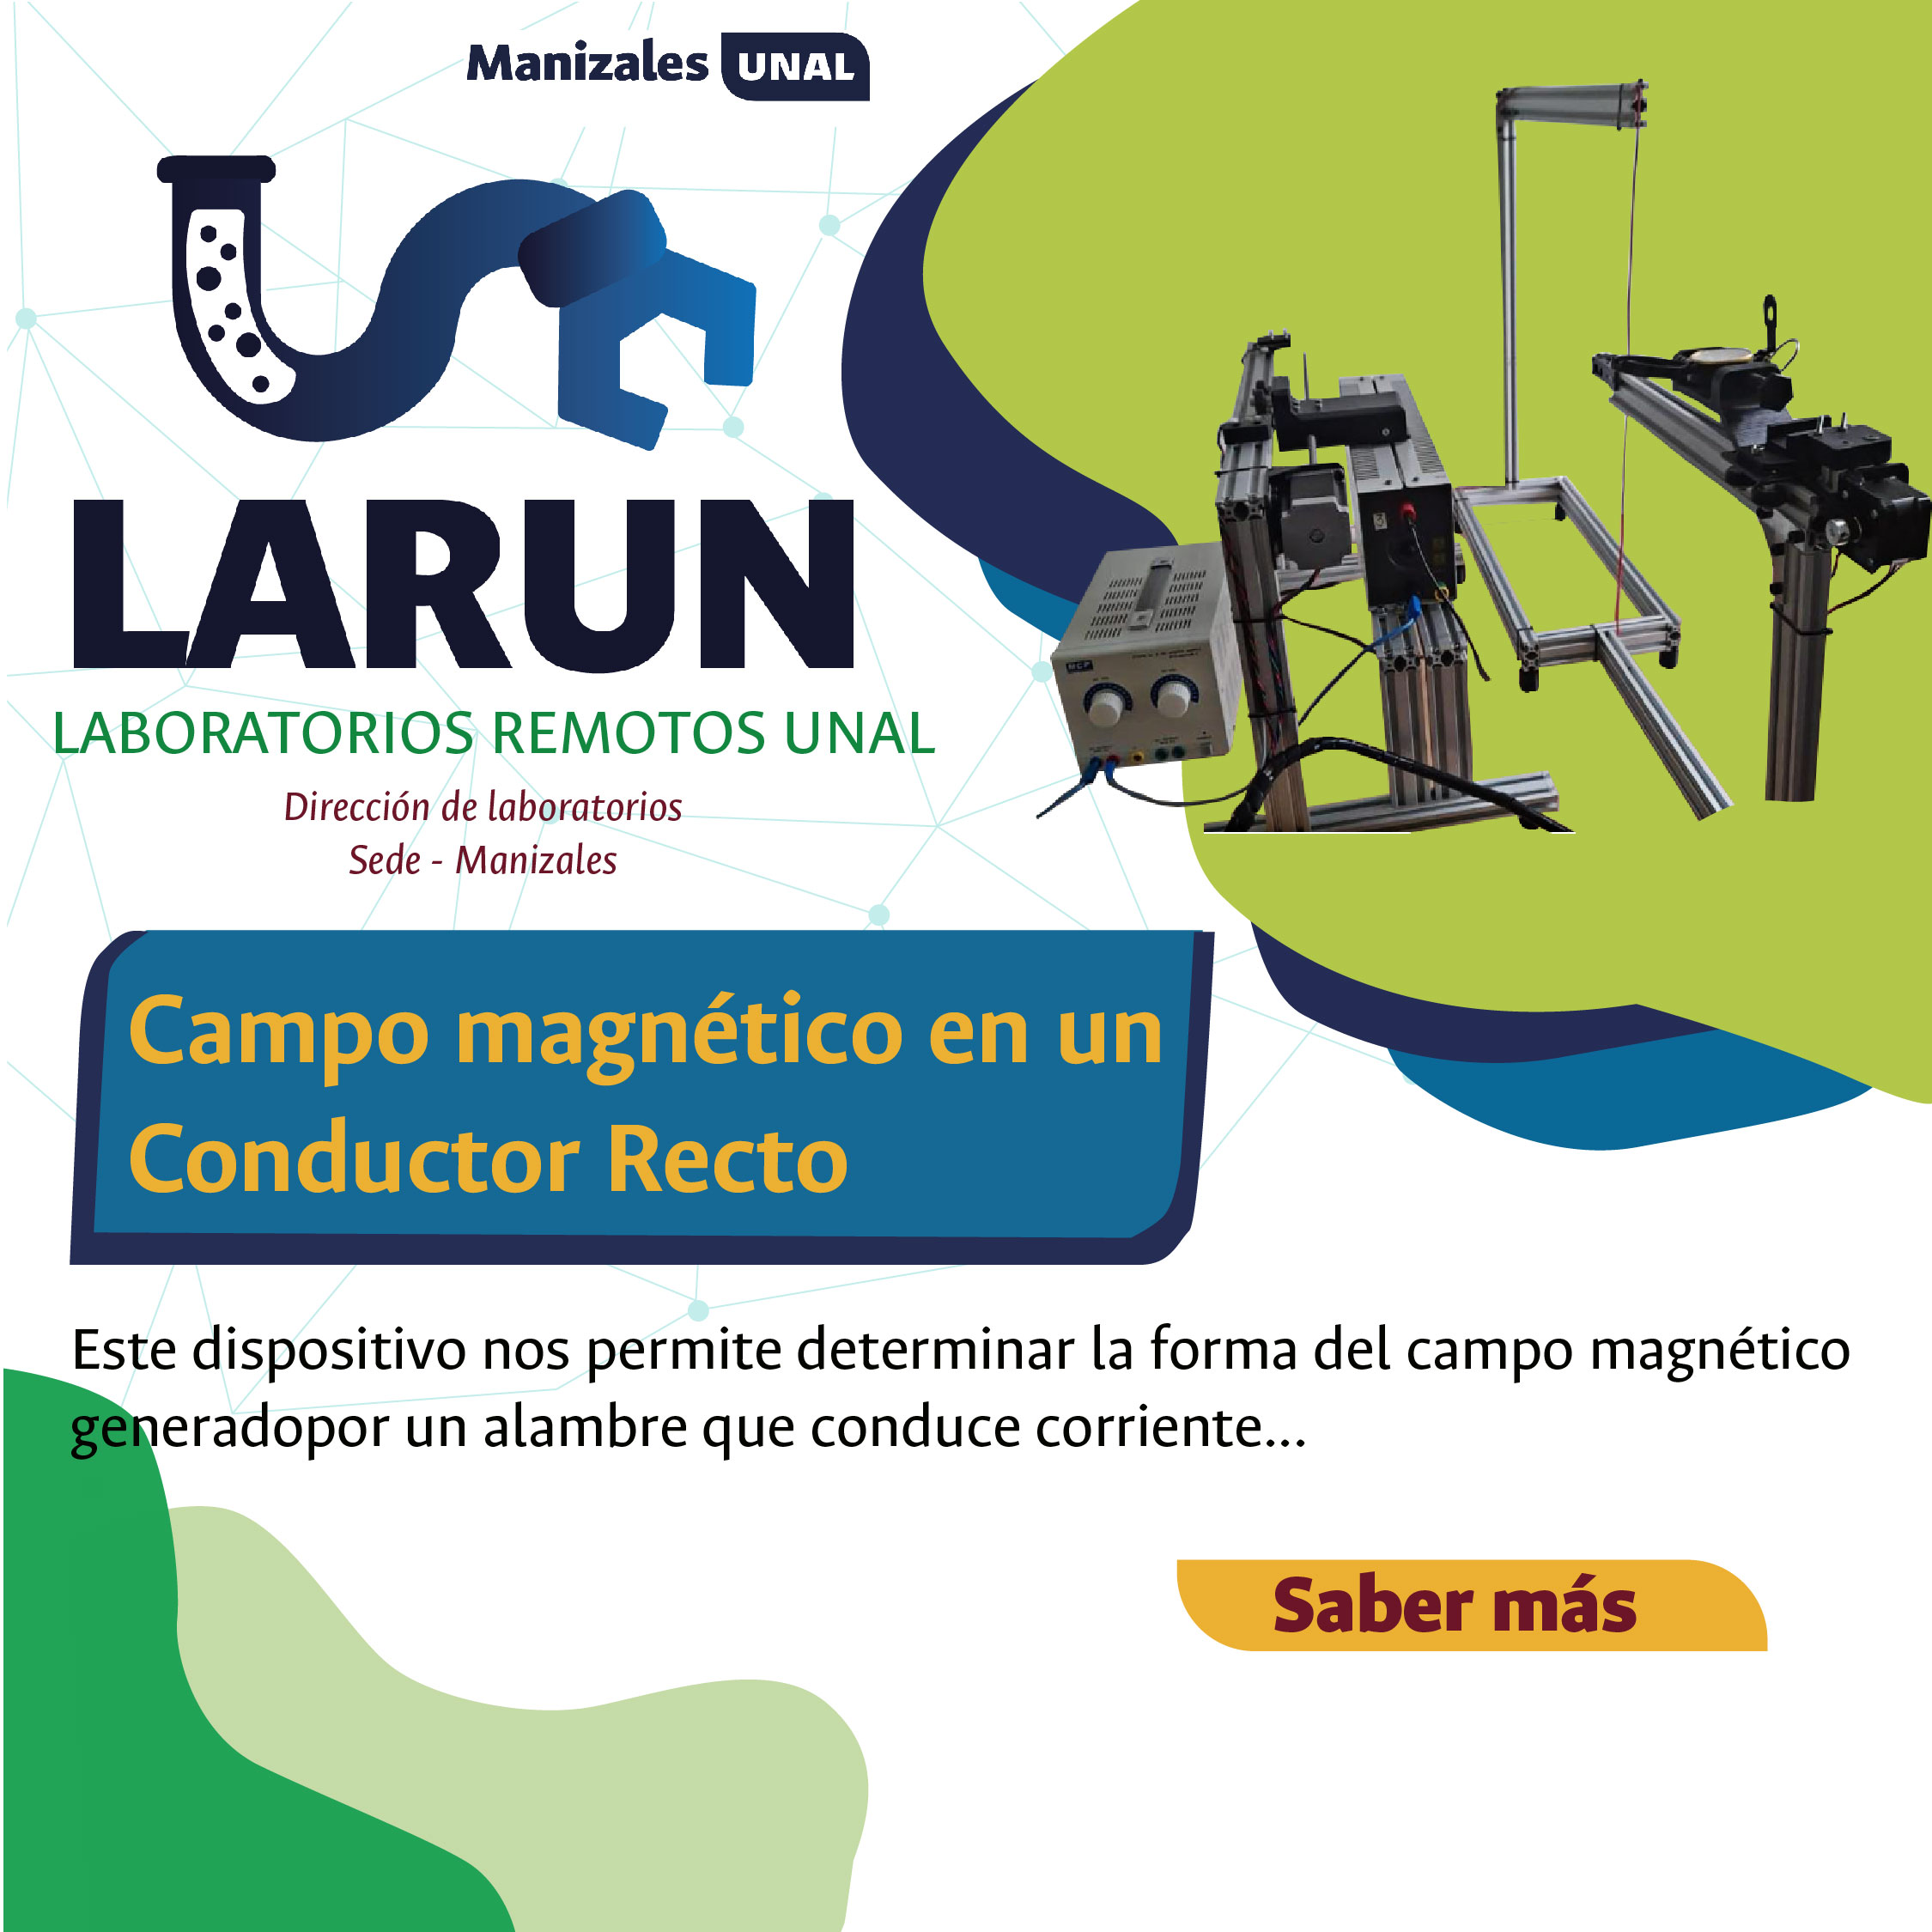 Manizales UNAL
LARUN
LABORATORIOS REMOTOS UNAL
Dirección de laboratorios
Sede - Manizales
MCP
Campo magnético en un
Conductor Recto
Este dispositivo nos permite determinar la forma del campo magnético
generadopor un alambre que conduce corriente...
Saber más